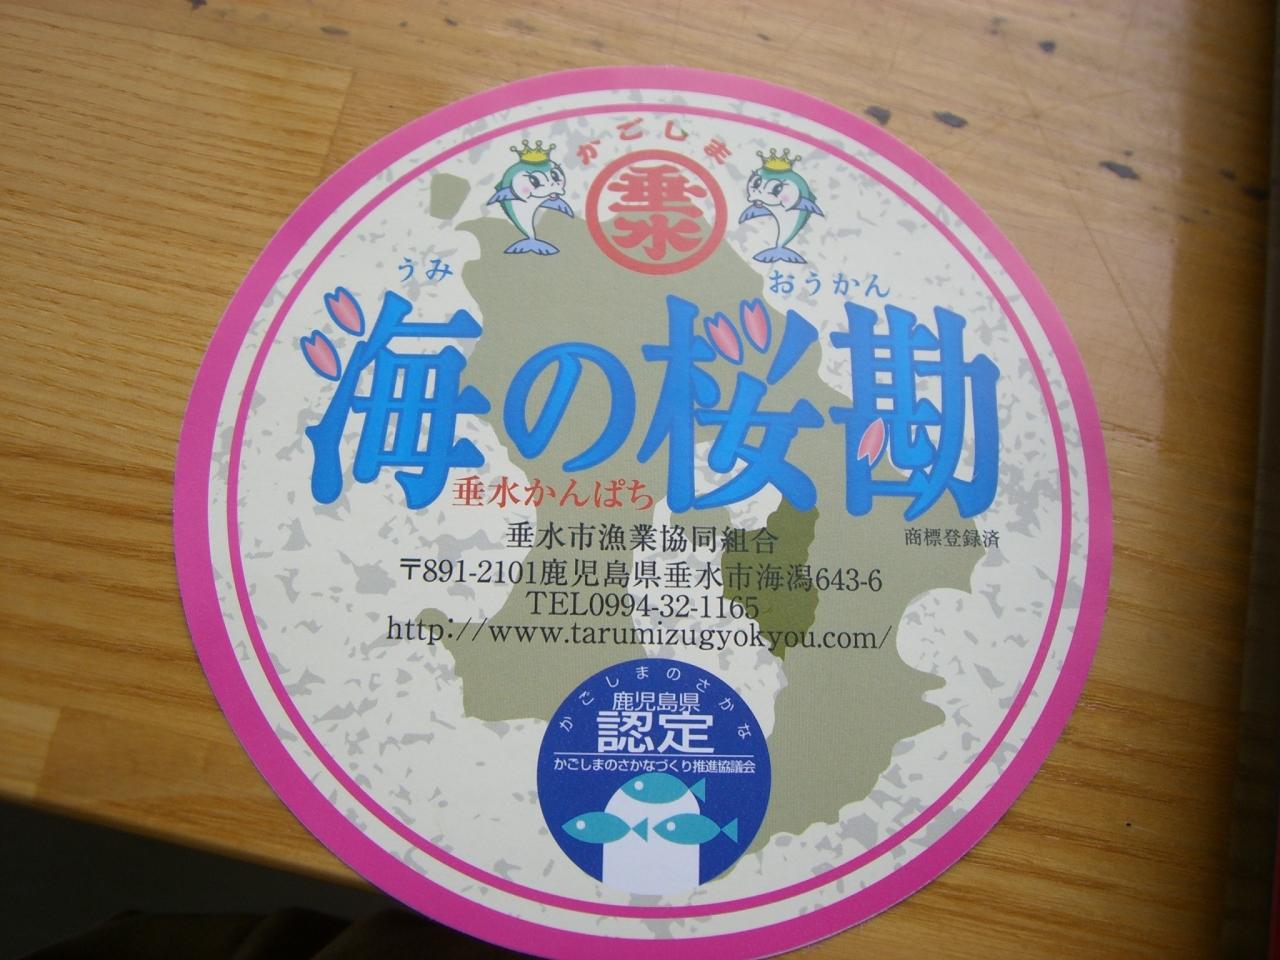 かごしま
垂水
うみ おうかん
海の桜勘
垂水かんぱち
商標登録済
垂水市漁業協同組合
〒891-2101鹿児島県垂水市海潟643-6
TEL0994-32-1165
http://www.tarumizugyokyou.com/
かごしまのさかな
鹿児島県
認定
かごしまのさかなづくり推進協議会